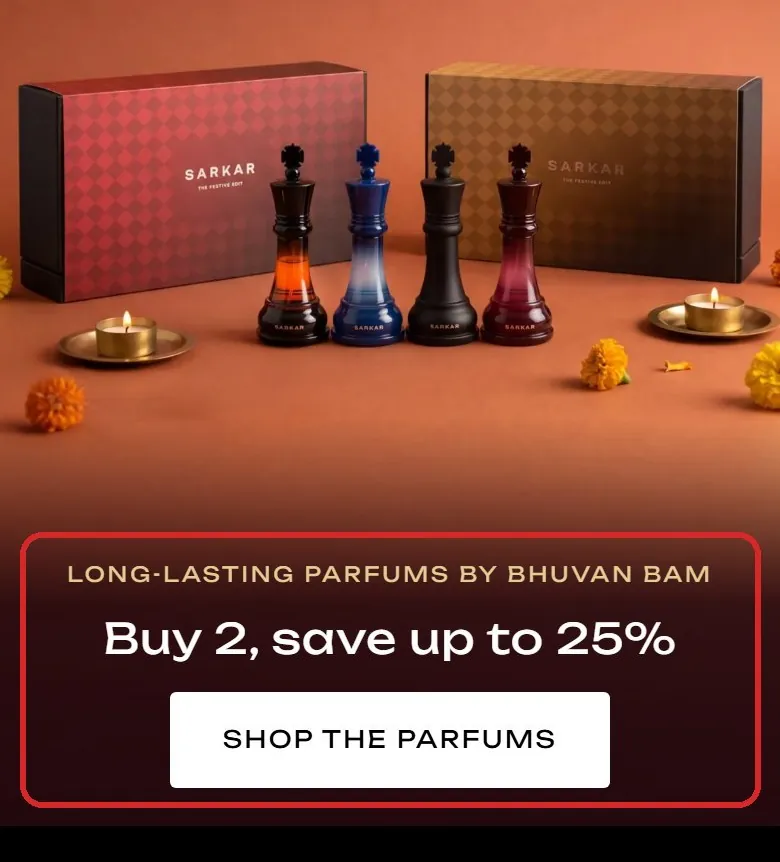 SARKAR
THE FESTIVE EDIT
SARKAR
THE FESTIVE EDIT
SARKAR
SARKAR
SARKAR
SARKAR
LONG-LASTING PARFUMS BY BHUVAN BAM
Buy 2, save up to 25%
SHOP THE PARFUMS